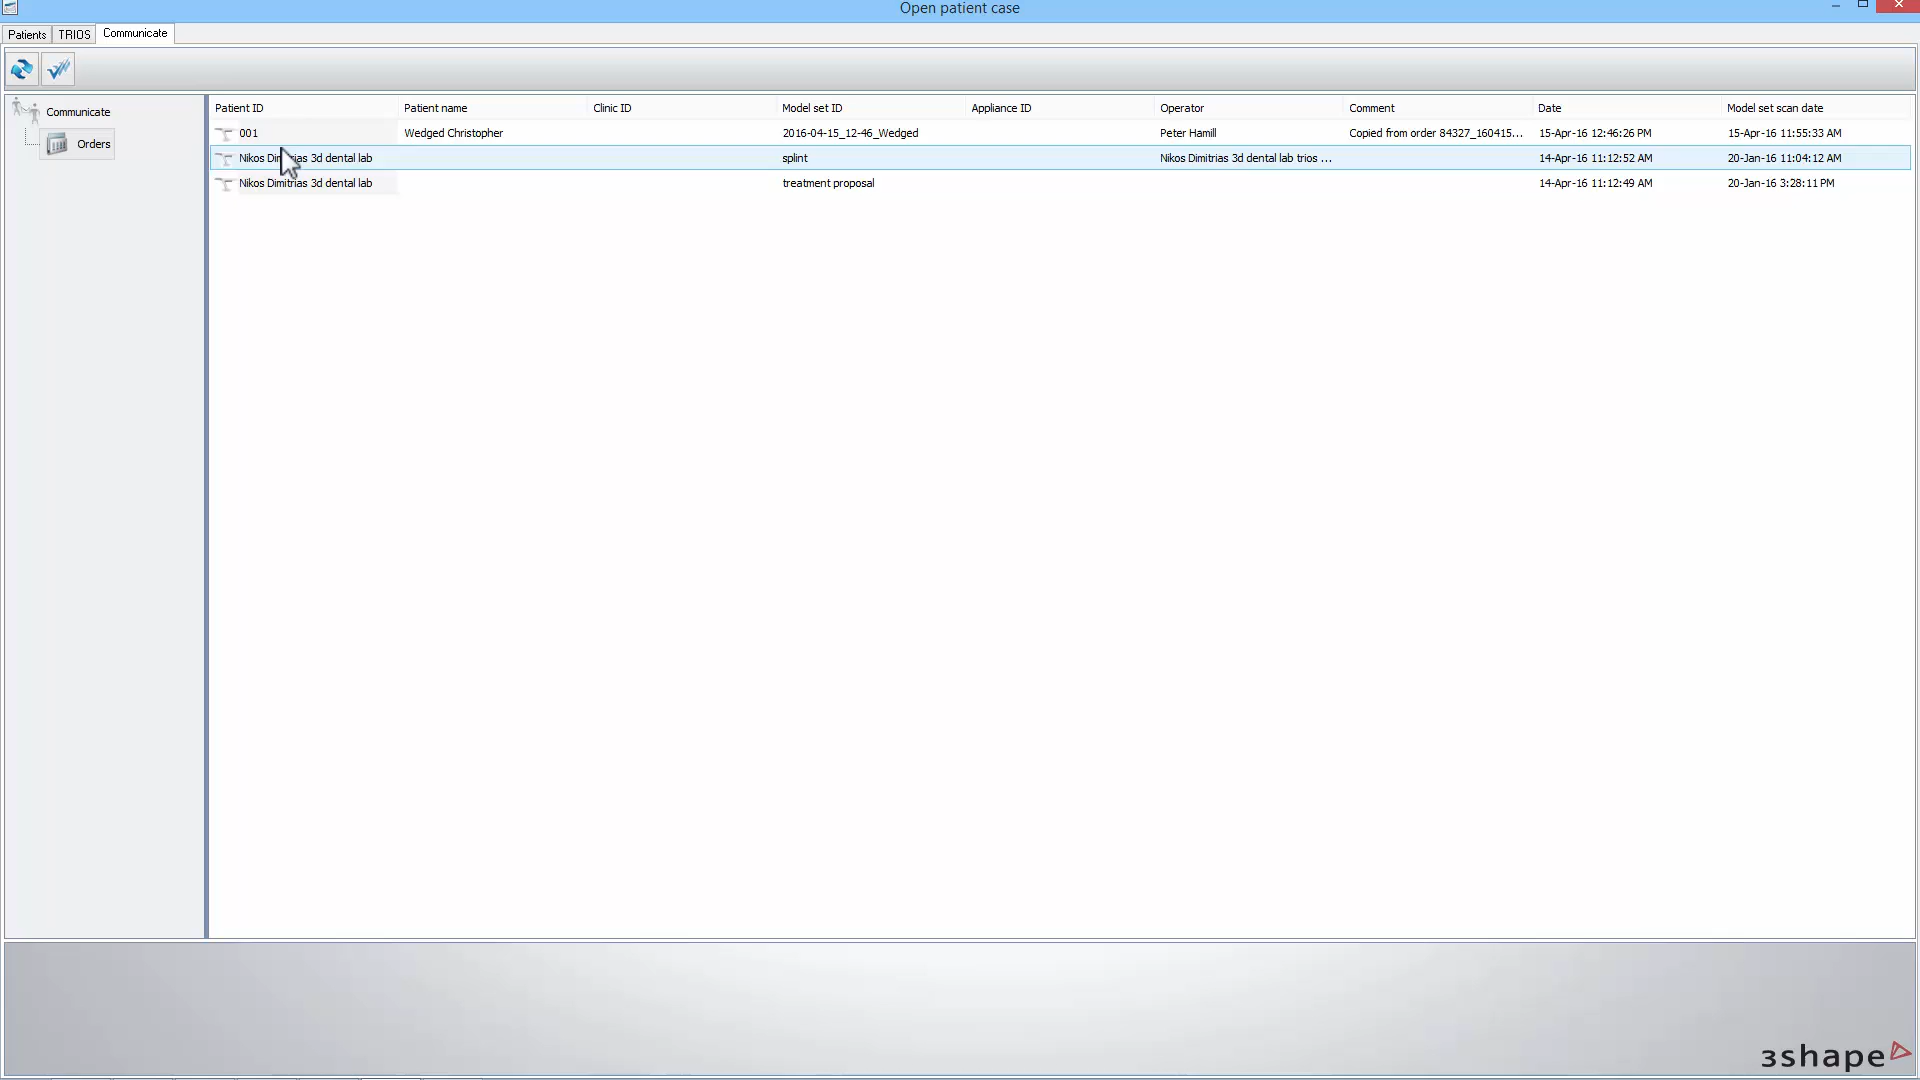 Open patient case
Patients TRIOS Communicate
Communicate
Orders
Patient ID Patient name Clinic ID Model set ID Appliance ID Operator Comment Date Model set scan date
001 Wedged Christopher 2016-04-15_12-46_Wedged Peter Hamill Copied from order 84327_160415... 15-Apr-16 12:46:26 PM 15-Apr-16 11:55:33 AM
Nikos Dimitrias 3d dental lab splint Nikos Dimitrias 3d dental lab trios ... 14-Apr-16 11:12:52 AM 20-Jan-16 11:04:12 AM
Nikos Dimitrias 3d dental lab treatment proposal 14-Apr-16 11:12:49 AM 20-Jan-16 3:28:11 PM
3shape